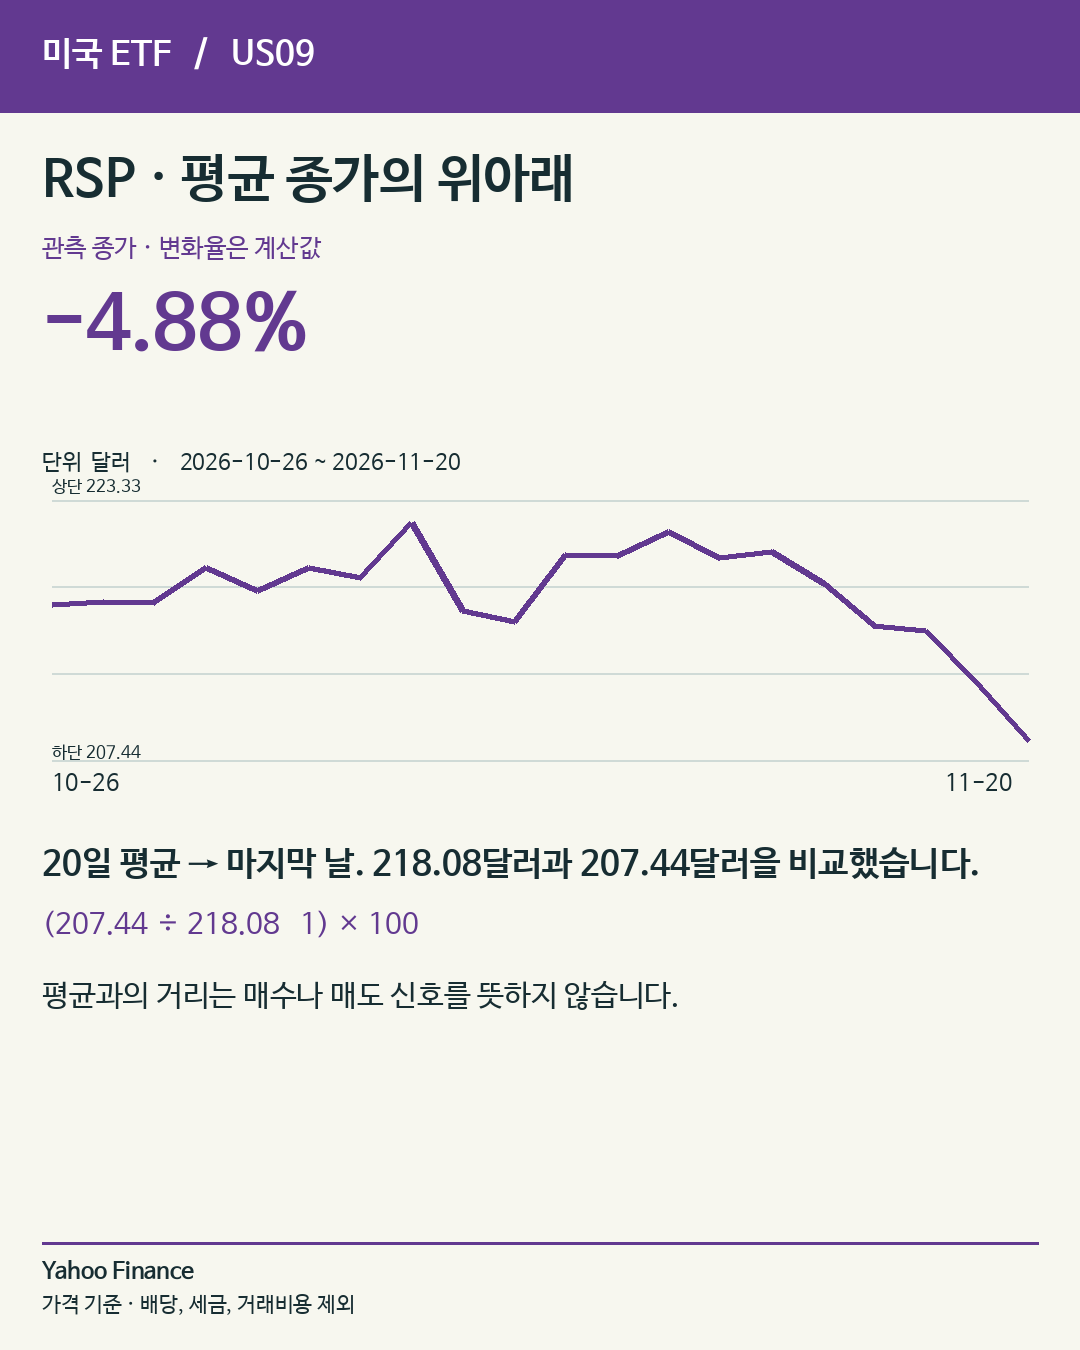 미국 ETF / US09
RSP · 평균 종가의 위아래
관측 종가 · 변화율은 계산값
-4.88%
단위 달러 · 2026-10-26 ~ 2026-11-20
상단 223.33
하단 207.44
10-26
11-20
20일 평균 → 마지막 날. 218.08달러과 207.44달러을 비교했습니다.
(207.44 ÷ 218.08 1) × 100
평균과의 거리는 매수나 매도 신호를 뜻하지 않습니다.
Yahoo Finance
가격 기준 · 배당, 세금, 거래비용 제외